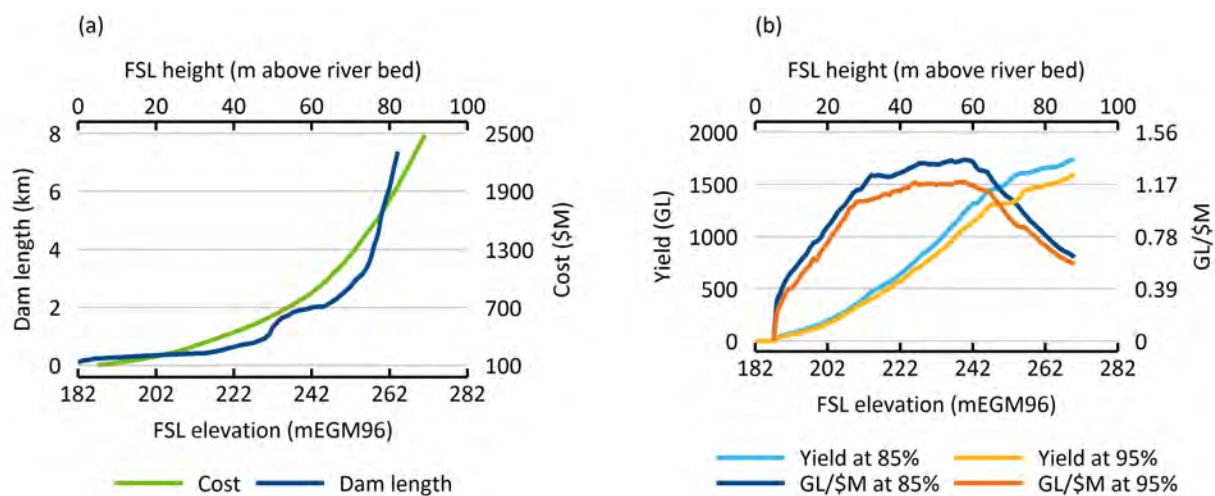 (a)
FSL height (m above river bed)
0 20 40 60 80 100
8 2500
6 1900
4 1300
2 700
0 100
Dam length (km)
Cost ($M)
182 202 222 242 262 282
FSL elevation (mEGM96)
Cost Dam length
(b)
FSL height (m above river bed)
0 20 40 60 80 100
2000 1.56
1500 1.17
1000 0.78
500 0.39
0 0
Yield (GL)
GL/$M
182 202 222 242 262 282
FSL elevation (mEGM96)
Yield at 85% Yield at 95%
GL/$M at 85% GL/$M at 95%